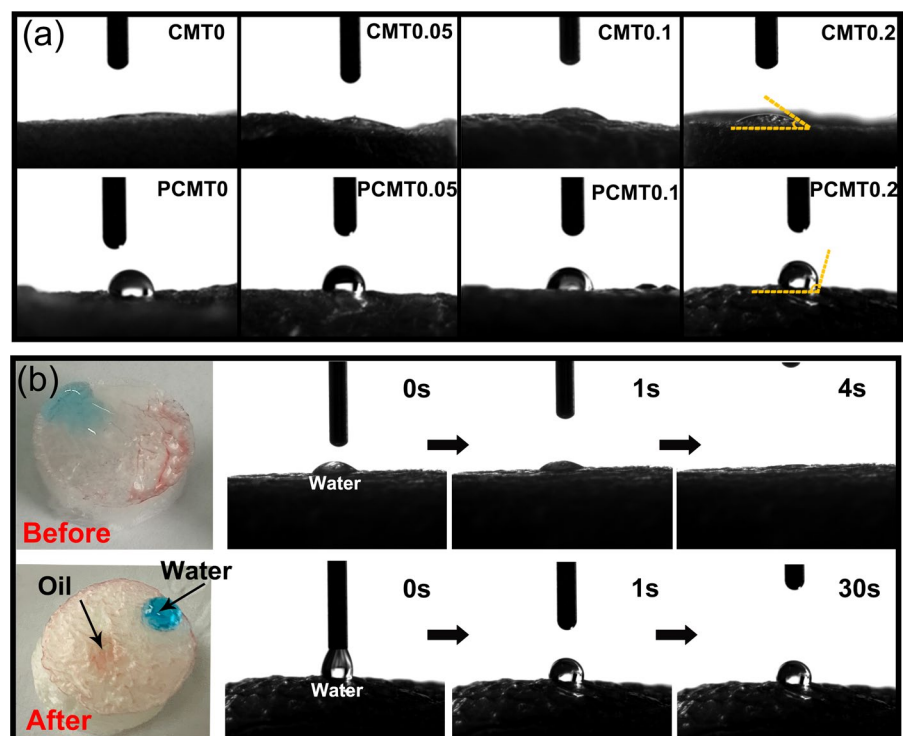 (a)
CMT0
CMT0.05
CMT0.1
CMT0.2
PCMT0
PCMT0.05
PCMT0.1
PCMT0.2
(b)
0s
1s
4s
Water
Before
Oil
Water
0s
1s
30s
Water
After